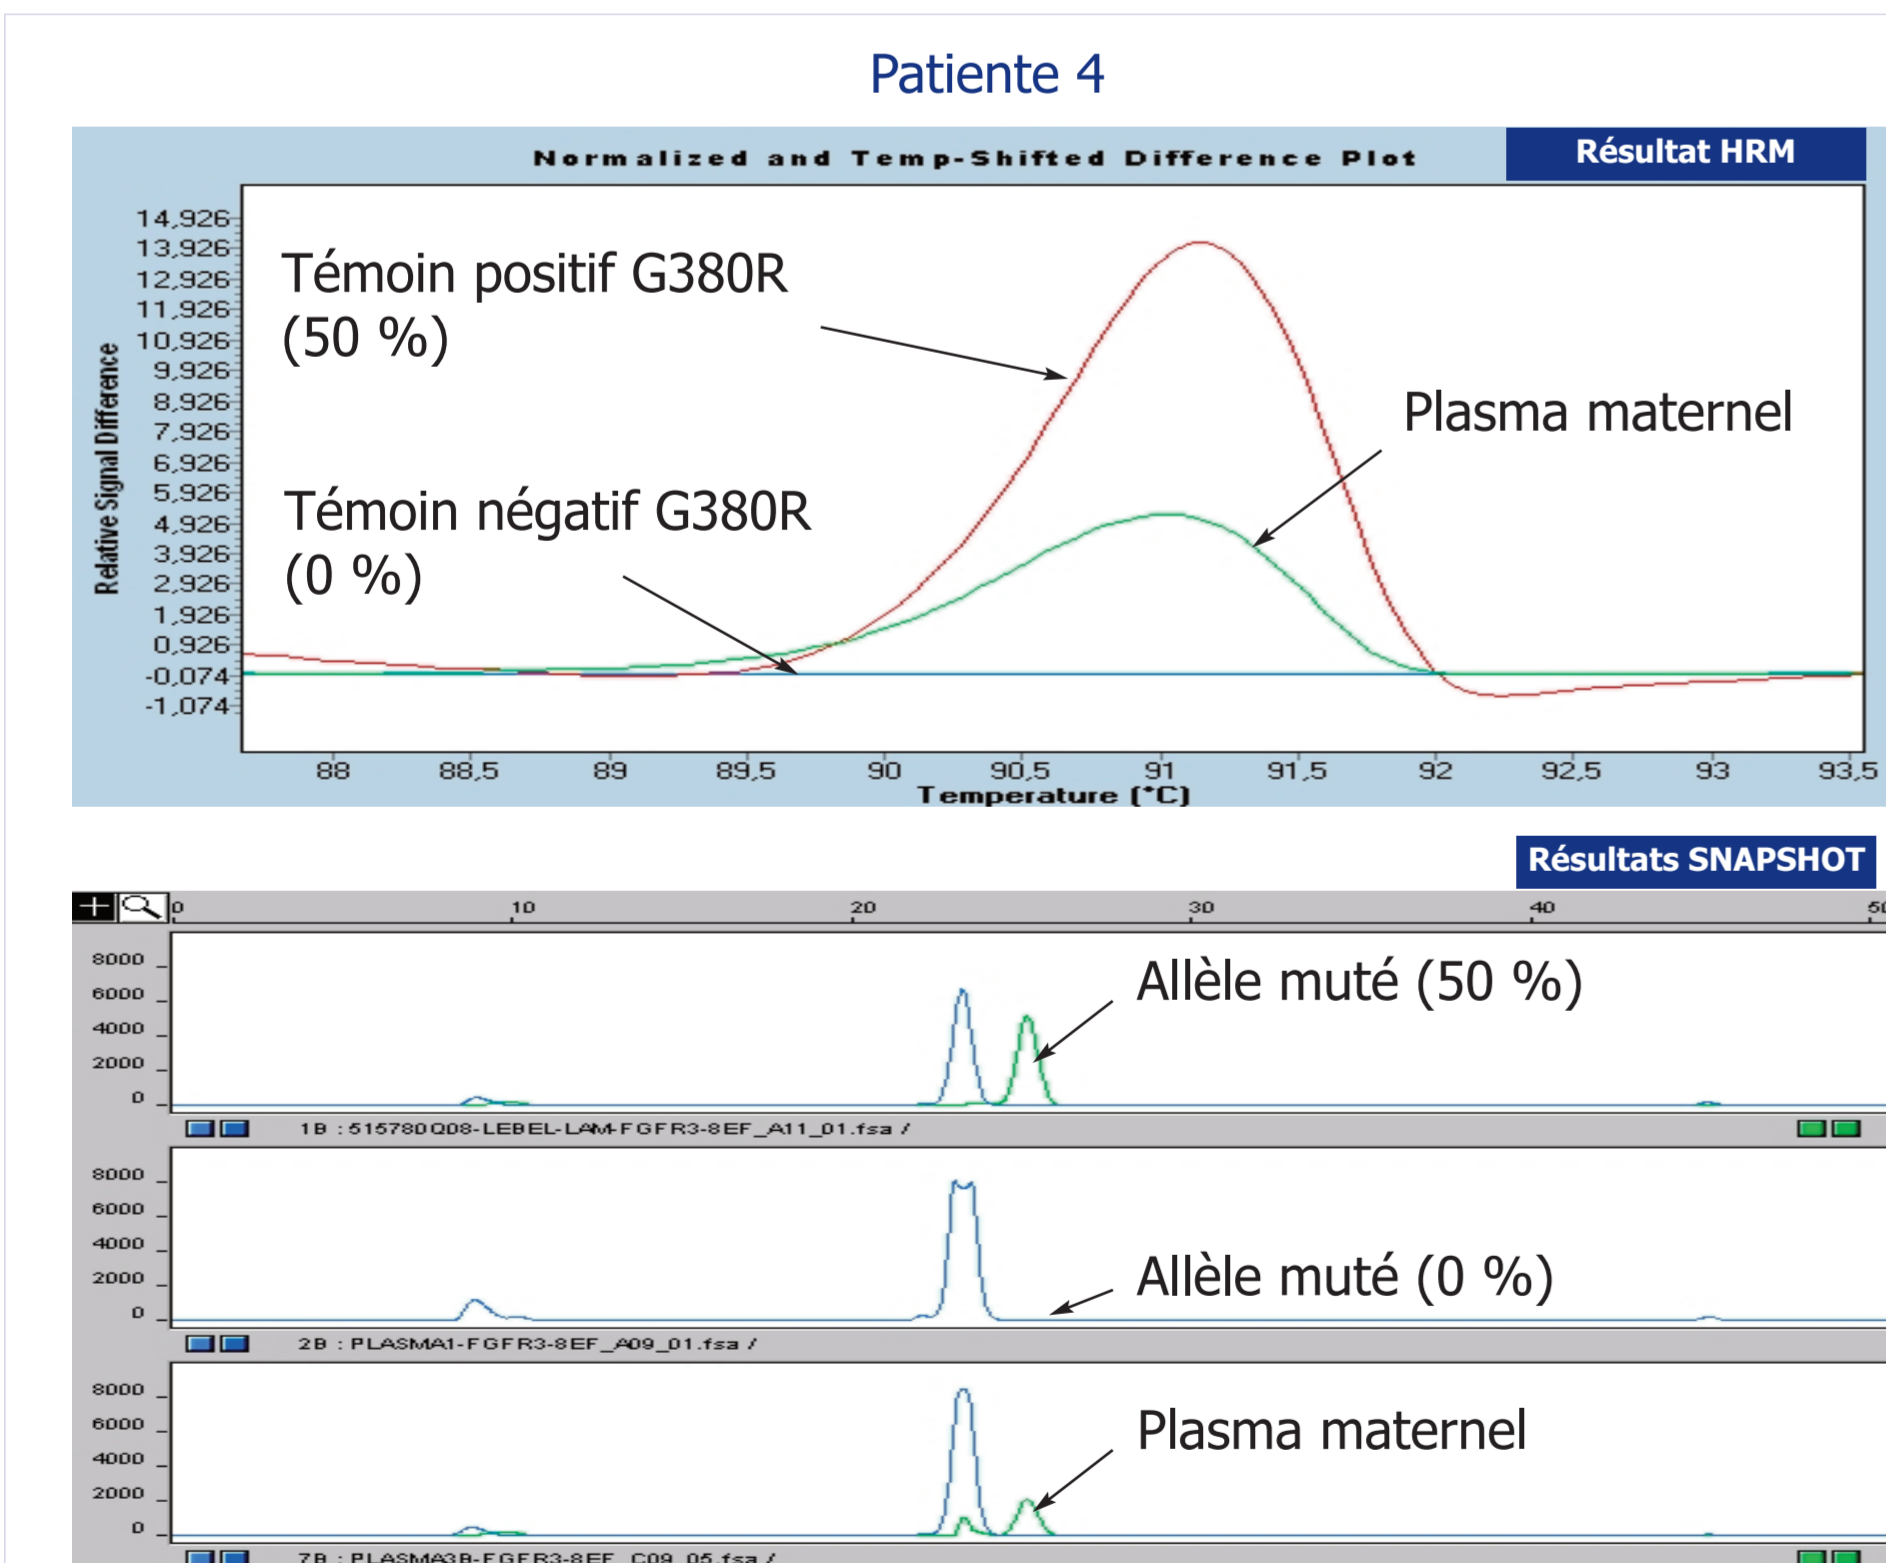 Patiente 4
Normalized and Temp-Shifted Difference Plot
Résultat HRM
14,926
13,926
12,926
11,926
10,926
9,926
8,926
7,926
6,926
5,926
4,926
3,926
2,926
1,926
0,926
-0,074
-1,074
Relative Signal Difference
Témoin positif G380R
(50 %)
Plasma maternel
Témoin négatif G380R
(0 %)
88 88,5 89 89,5 90 90,5 91 91,5 92 92,5 93 93,5
Temperature (°C)
Résultats SNAPSHOT
0 10 20 30 40 50
8000
6000
4000
2000
0
Allèle muté (50 %)
1B : 515780Q08-LEBEL-LAM-FGFR3-8EF_A11_01.fsa /
8000
6000
4000
2000
0
Allèle muté (0 %)
2B : PLASMA1-FGFR3-8EF_A09_01.fsa /
8000
6000
4000
2000
0
Plasma maternel
7B : PLASMA3B-FGFR3-8EF_C09_05.fsa /